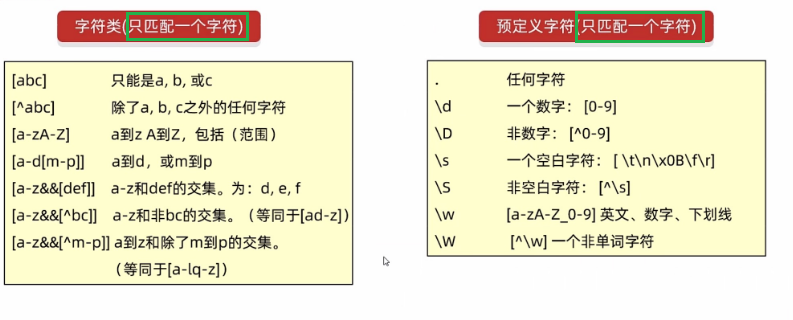 字符类(只匹配一个字符)
[abc] 只能是a, b, 或c
[^abc] 除了a, b, c之外的任何字符
[a-zA-Z] a到z A到Z，包括（范围）
[a-d[m-p]] a到d，或m到p
[a-z&&[def]] a-z和def的交集。为：d, e, f
[a-z&&[^bc]] a-z和非bc的交集。（等同于[ad-z]）
[a-z&&[^m-p]] a到z和除了m到p的交集。
（等同于[a-lq-z]）
预定义字符(只匹配一个字符)
. 任何字符
\d 一个数字： [0-9]
\D 非数字： [^0-9]
\s 一个空白字符： [ \t\n\x0B\f\r]
\S 非空白字符： [^\s]
\w [a-zA-Z_0-9] 英文、数字、下划线
\W [^\w] 一个非单词字符